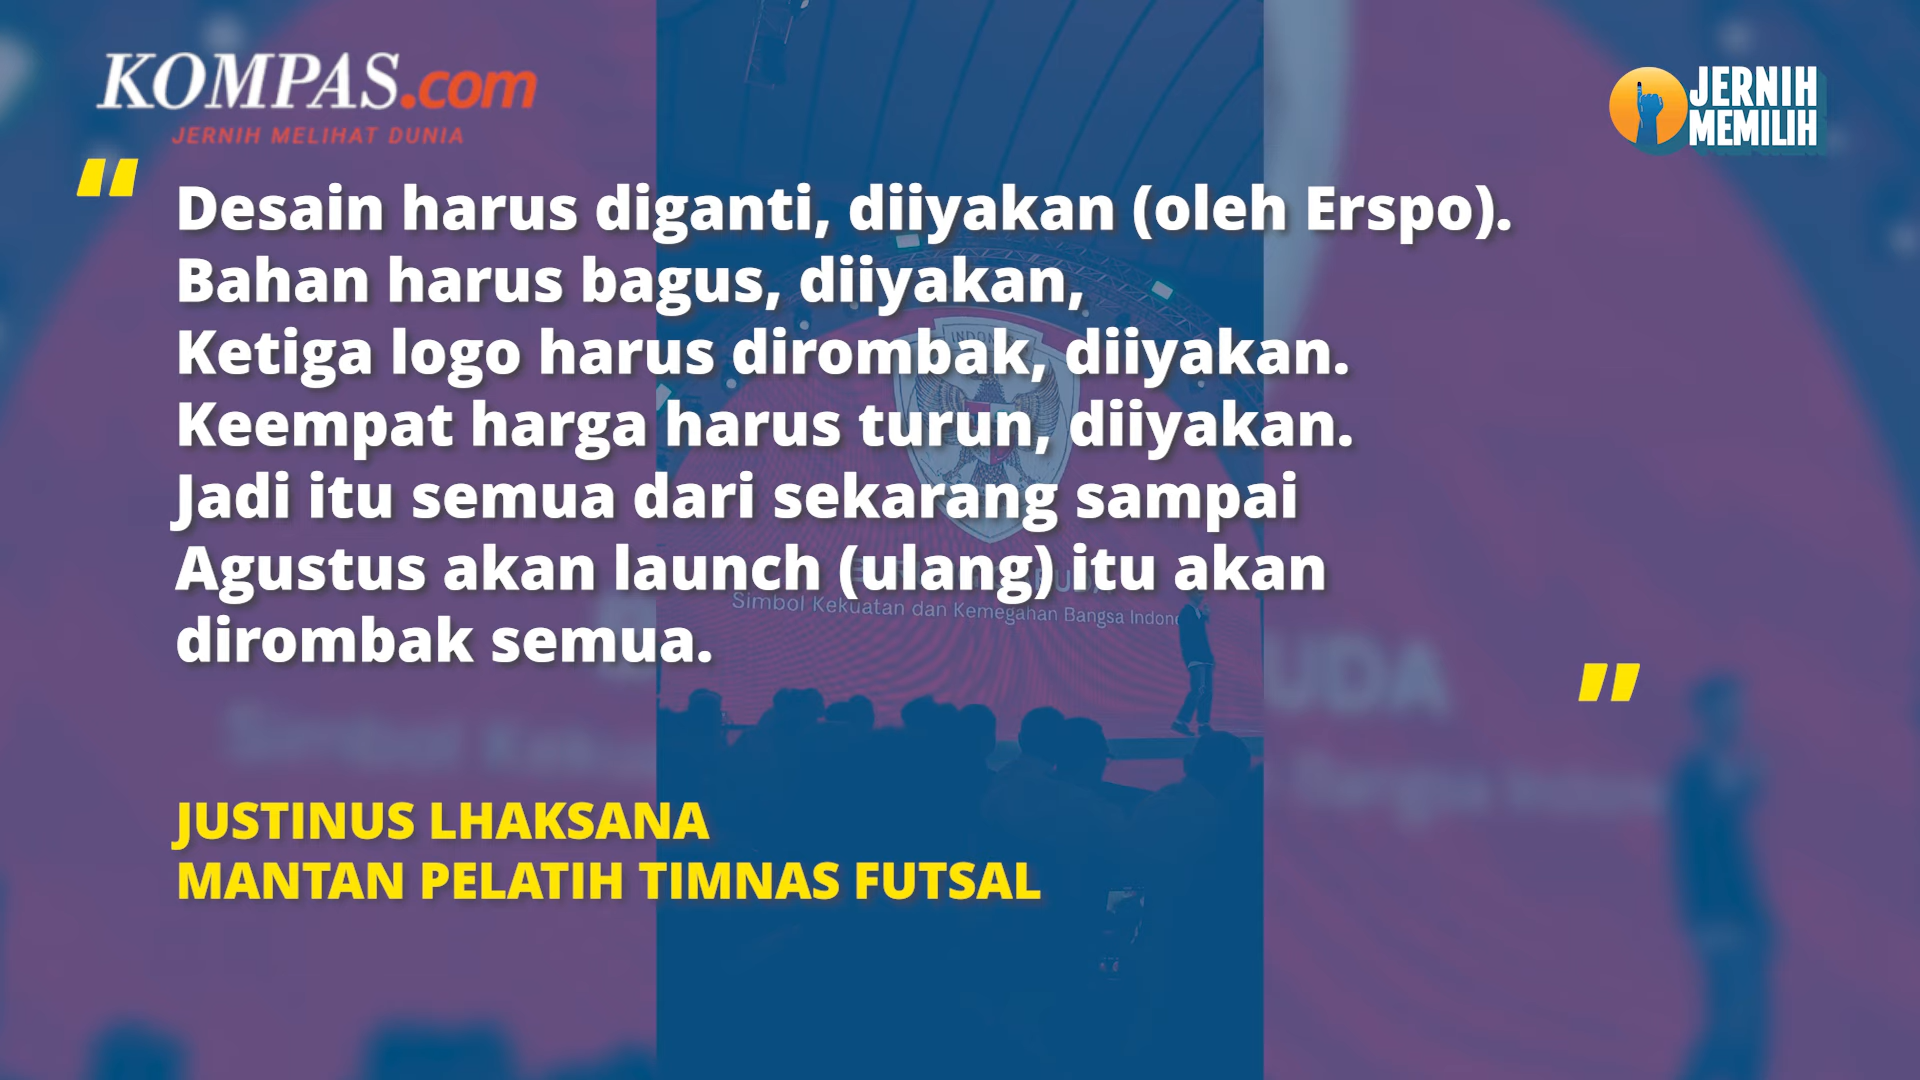 KOMPAS.com
JERNIH MELIHAT DUNIA
JERNIH
MEMILIH
“
Desain harus diganti, diiyakan (oleh Erspo).
Bahan harus bagus, diiyakan,
Ketiga logo harus dirombak, diiyakan.
Keempat harga harus turun, diiyakan.
Jadi itu semua dari sekarang sampai
Agustus akan launch (ulang) itu akan
dirombak semua.
"
Simbol Kekuatan dan Kemegahan Bangsa Indon
UDA
JUSTINUS LHAKSANA
MANTAN PELATIH TIMNAS FUTSAL